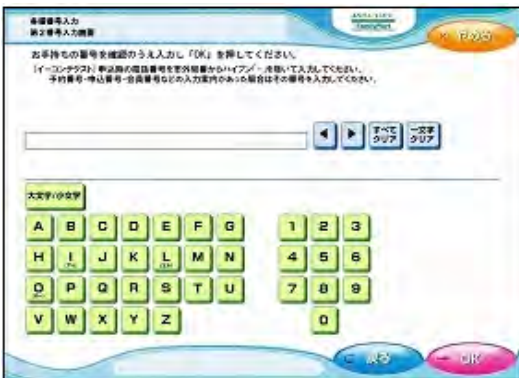 各種番号入力
第2番号入力画面
FamilyPort
✕ やめる
お手持ちの番号を確認のうえ入力し「OK」を押してください。
「イーコンテクスト」申込時の電話番号を市外局番からハイフン「-」を除いて入力してください。
予約番号・申込番号・会員番号などの入力案内があった場合はその番号を入力してください。
◀ ▶ すべてクリア 一文字クリア
大文字/小文字
A B C D E F G 1 2 3
H I J K L M N 4 5 6
O P Q R S T U 7 8 9
V W X Y Z 0
戻る OK